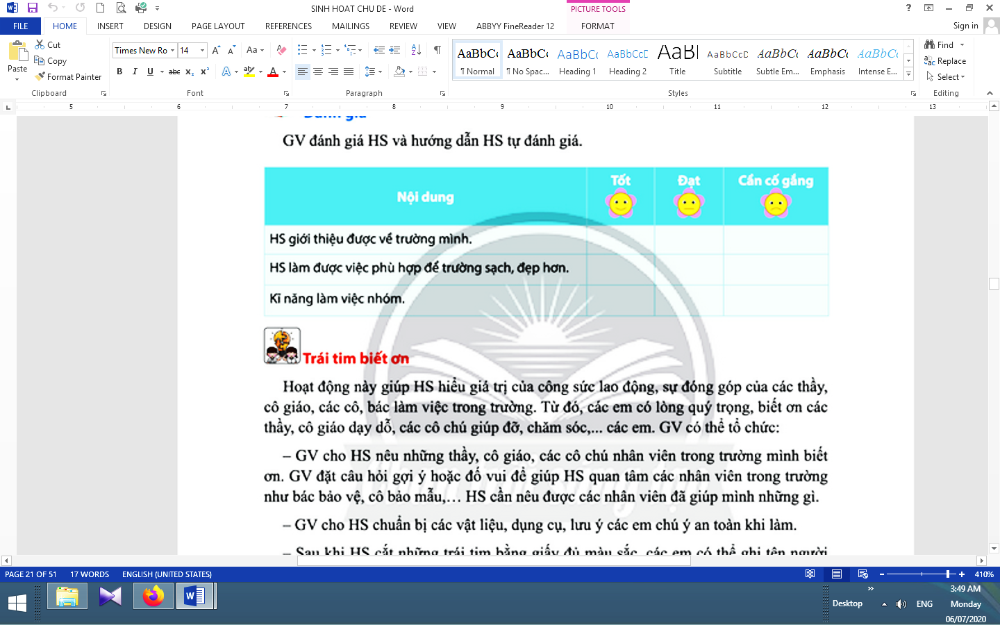 SINH HOAT CHU DE - Word
PICTURE TOOLS
FILE HOME INSERT DESIGN PAGE LAYOUT REFERENCES MAILINGS REVIEW VIEW ABBYY FineReader 12 FORMAT Sign in
Paste
Cut
Copy
Format Painter
Times New Ro 14
AaBbCc AaBbCc AaBbCc AaBbCcD AaBl AaBbCcD AaBbCc AaBbCc AaBbCc
¶ Normal ¶ No Spac... Heading 1 Heading 2 Title Subtitle Subtle Em... Emphasis Intense E...
Find
Replace
Select
Clipboard Font Paragraph Styles Editing
5 6 7 8 9 10 11 12 13
Đánh giá
GV đánh giá HS và hướng dẫn HS tự đánh giá.
Nội dung Tốt Đạt Cần cố gắng
HS giới thiệu được về trường mình.
HS làm được việc phù hợp để trường sạch, đẹp hơn.
Kĩ năng làm việc nhóm.
Trái tim biết ơn
Hoạt động này giúp HS hiểu giá trị của công sức lao động, sự đóng góp của các thầy,
cô giáo, các cô, bác làm việc trong trường. Từ đó, các em có lòng quý trọng, biết ơn các
thầy, cô giáo dạy dỗ, các cô chú giúp đỡ, chăm sóc,... các em. GV có thể tổ chức:
– GV cho HS nêu những thầy, cô giáo, các cô chú nhân viên trong trường mình biết
ơn. GV đặt câu hỏi gợi ý hoặc đố vui để giúp HS quan tâm các nhân viên trong trường
như bác bảo vệ, cô bảo mẫu,… HS cần nêu được các nhân viên đã giúp mình những gì.
– GV cho HS chuẩn bị các vật liệu, dụng cụ, lưu ý các em chú ý an toàn khi làm.
– Sau khi HS cắt những trái tim bằng giấy đủ màu sắc, các em có thể ghi tên người
PAGE 21 OF 51 17 WORDS ENGLISH (UNITED STATES) 410%
Desktop
ENG
3:49 AM
Monday
06/07/2020